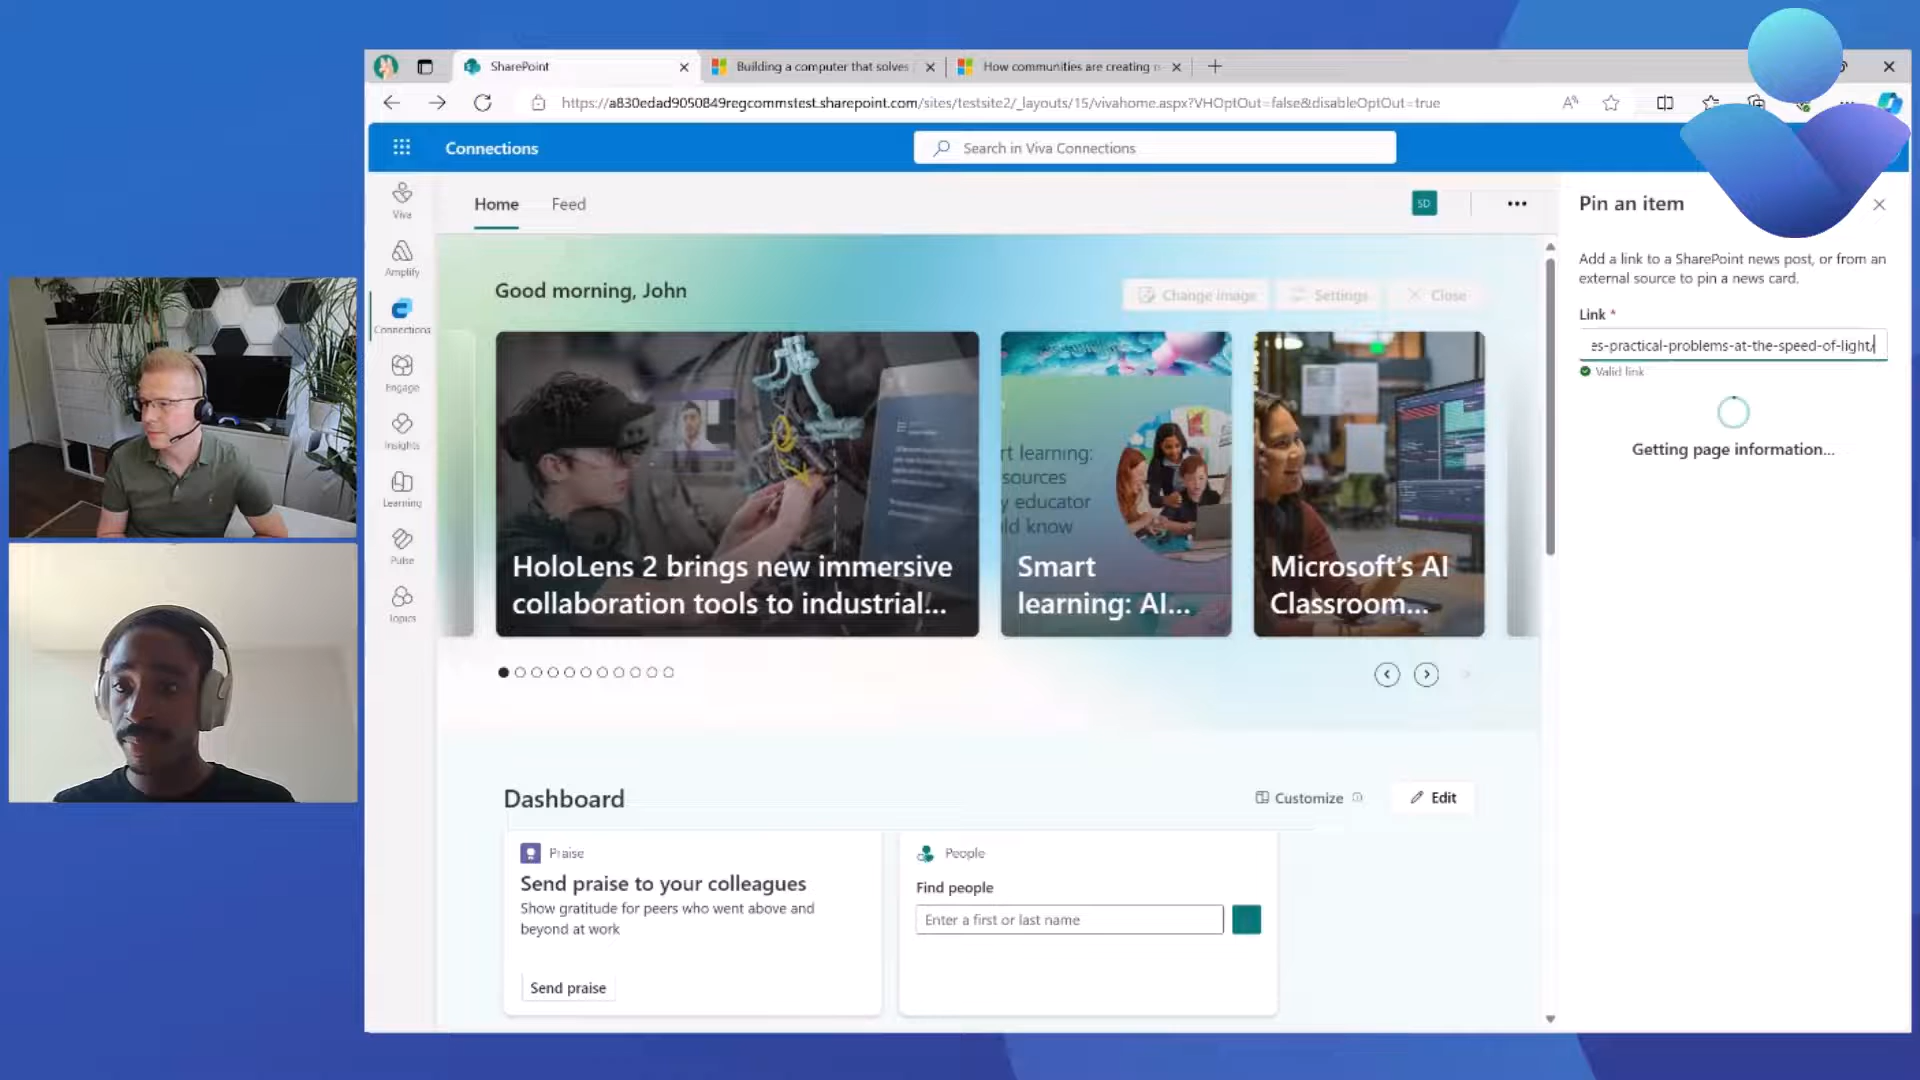 SharePoint
Building a computer that solves
How communities are creating n
https://a830edad9050849regcommstest.sharepoint.com/sites/testsite2/_layouts/15/vivahome.aspx?VHOptOut=false&disableOptOut=true
Connections
Search in Viva Connections
Viva
Amplify
Connections
Engage
Insights
Learning
Pulse
Topics
Home
Feed
SD
Good morning, John
Change image
Settings
Close
HoloLens 2 brings new immersive
collaboration tools to industrial...
rt learning:
sources
y educator
ld know
Smart
learning: AI...
Microsoft's AI
Classroom...
Dashboard
Customize
Edit
Praise
Send praise to your colleagues
Show gratitude for peers who went above and
beyond at work
Send praise
People
Find people
Enter a first or last name
Pin an item
Add a link to a SharePoint news post, or from an
external source to pin a news card.
Link *
es-practical-problems-at-the-speed-of-light/
Valid link
Getting page information...